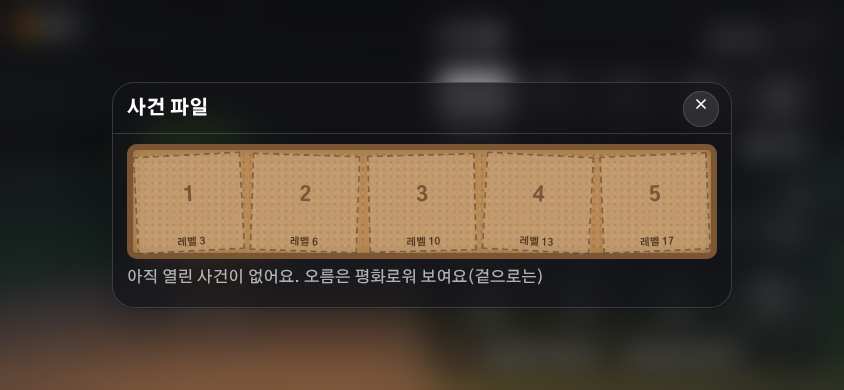 사건 파일
×
1
2
3
4
5
레벨 3
레벨 6
레벨 10
레벨 13
레벨 17
아직 열린 사건이 없어요. 오름은 평화로워 보여요(겉으로는)